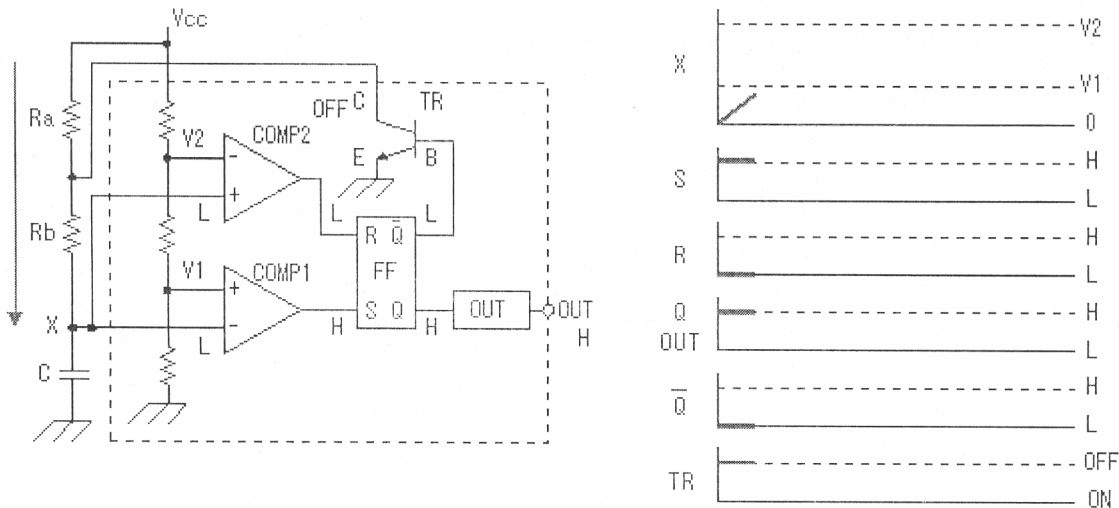 Vcc
Ra
Rb
X
C
V2
COMP2
-
+
L
V1
COMP1
+
-
L
OFF C TR
E B
L L
R Q̅
FF
S Q
H H
OUT
OUT
H
X
V2
V1
0
S
H
L
R
H
L
Q
OUT
H
L
Q̅
H
L
TR
OFF
ON